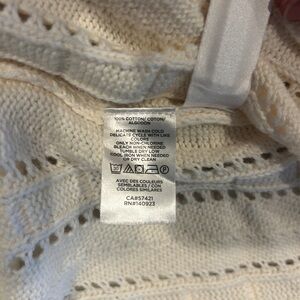 100% COTTON/ COTON/
ALGODON
MACHINE WASH COLD
DELICATE CYCLE WITH LIKE
COLORS
ONLY NON-CHLORINE
BLEACH WHEN NEEDED
TUMBLE DRY LOW
COOL IRON WHEN NEEDED
OR DRY CLEAN
AVEC DES COULEURS
SEMBLABLES / CON
COLORES SIMILARES
CA#57421
RN#140923